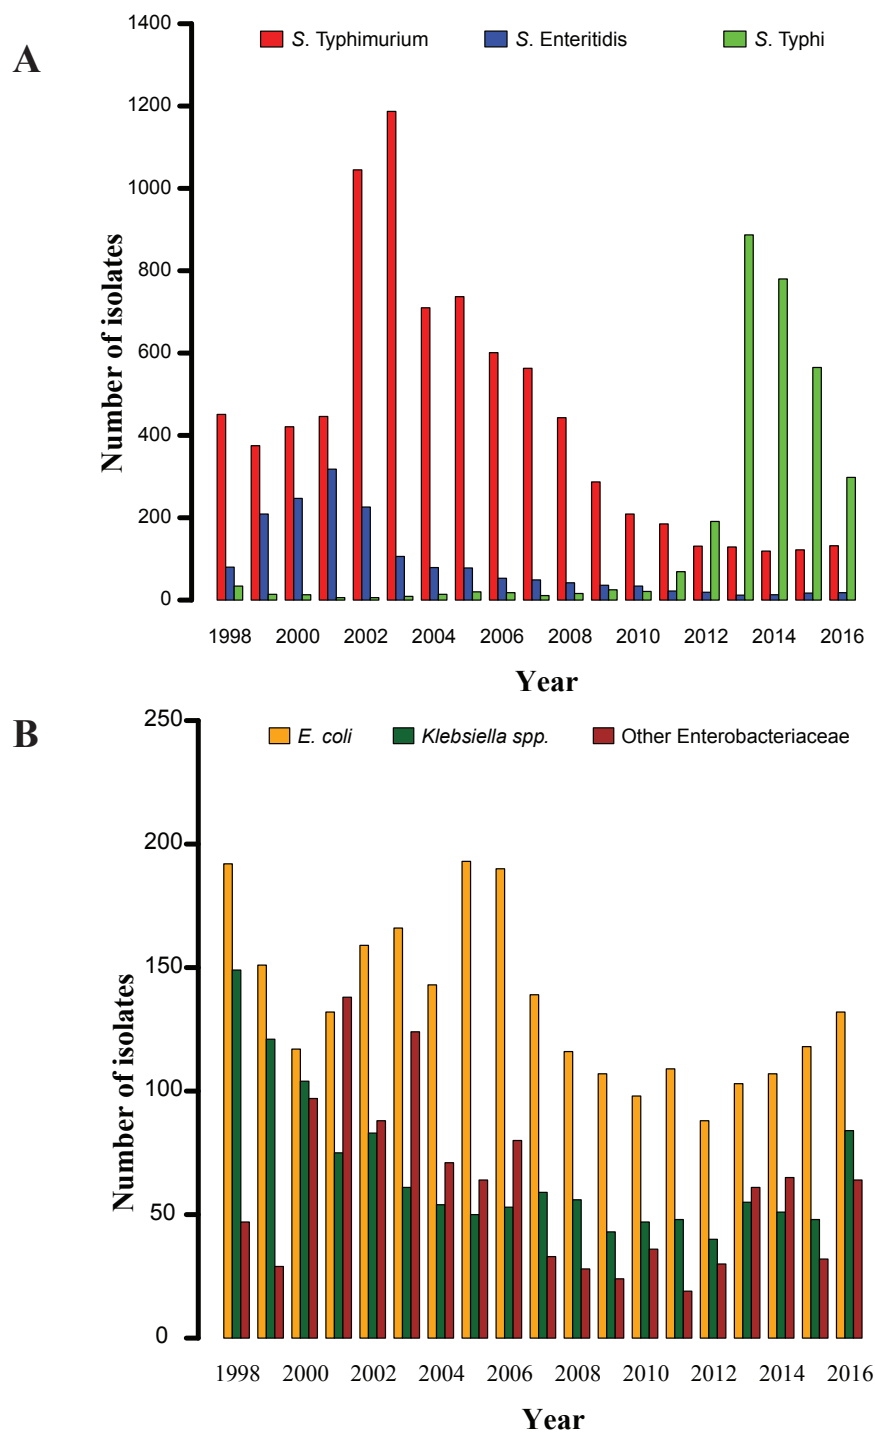 A
S. Typhimurium S. Enteritidis S. Typhi
Number of isolates
1400
1200
1000
800
600
400
200
0
1998 2000 2002 2004 2006 2008 2010 2012 2014 2016
Year
B
E. coli Klebsiella spp. Other Enterobacteriaceae
Number of isolates
250
200
150
100
50
0
1998 2000 2002 2004 2006 2008 2010 2012 2014 2016
Year